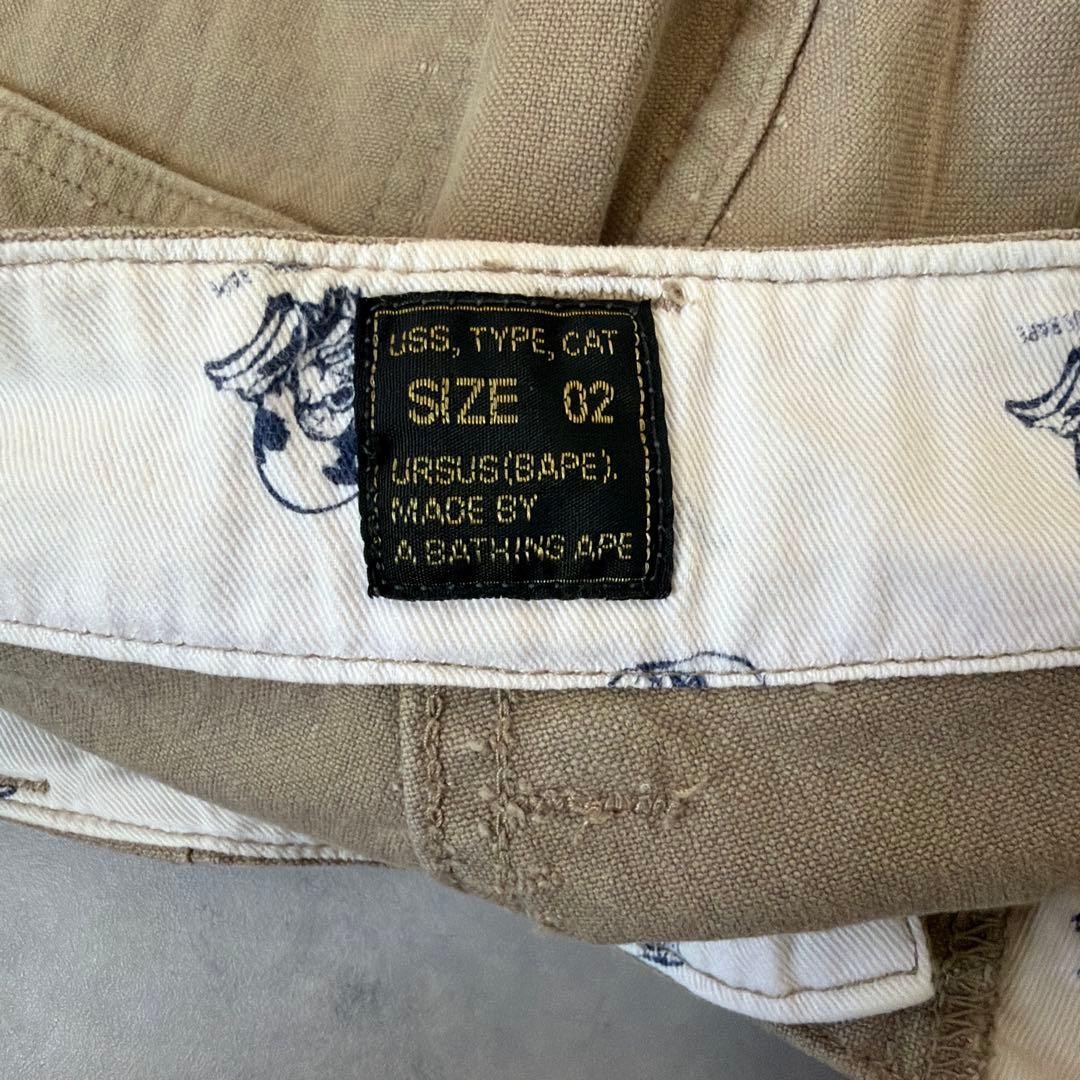 USS, TYPE, CAT
SIZE 02
URSUS(BAPE).
MADE BY
A BATHING APE